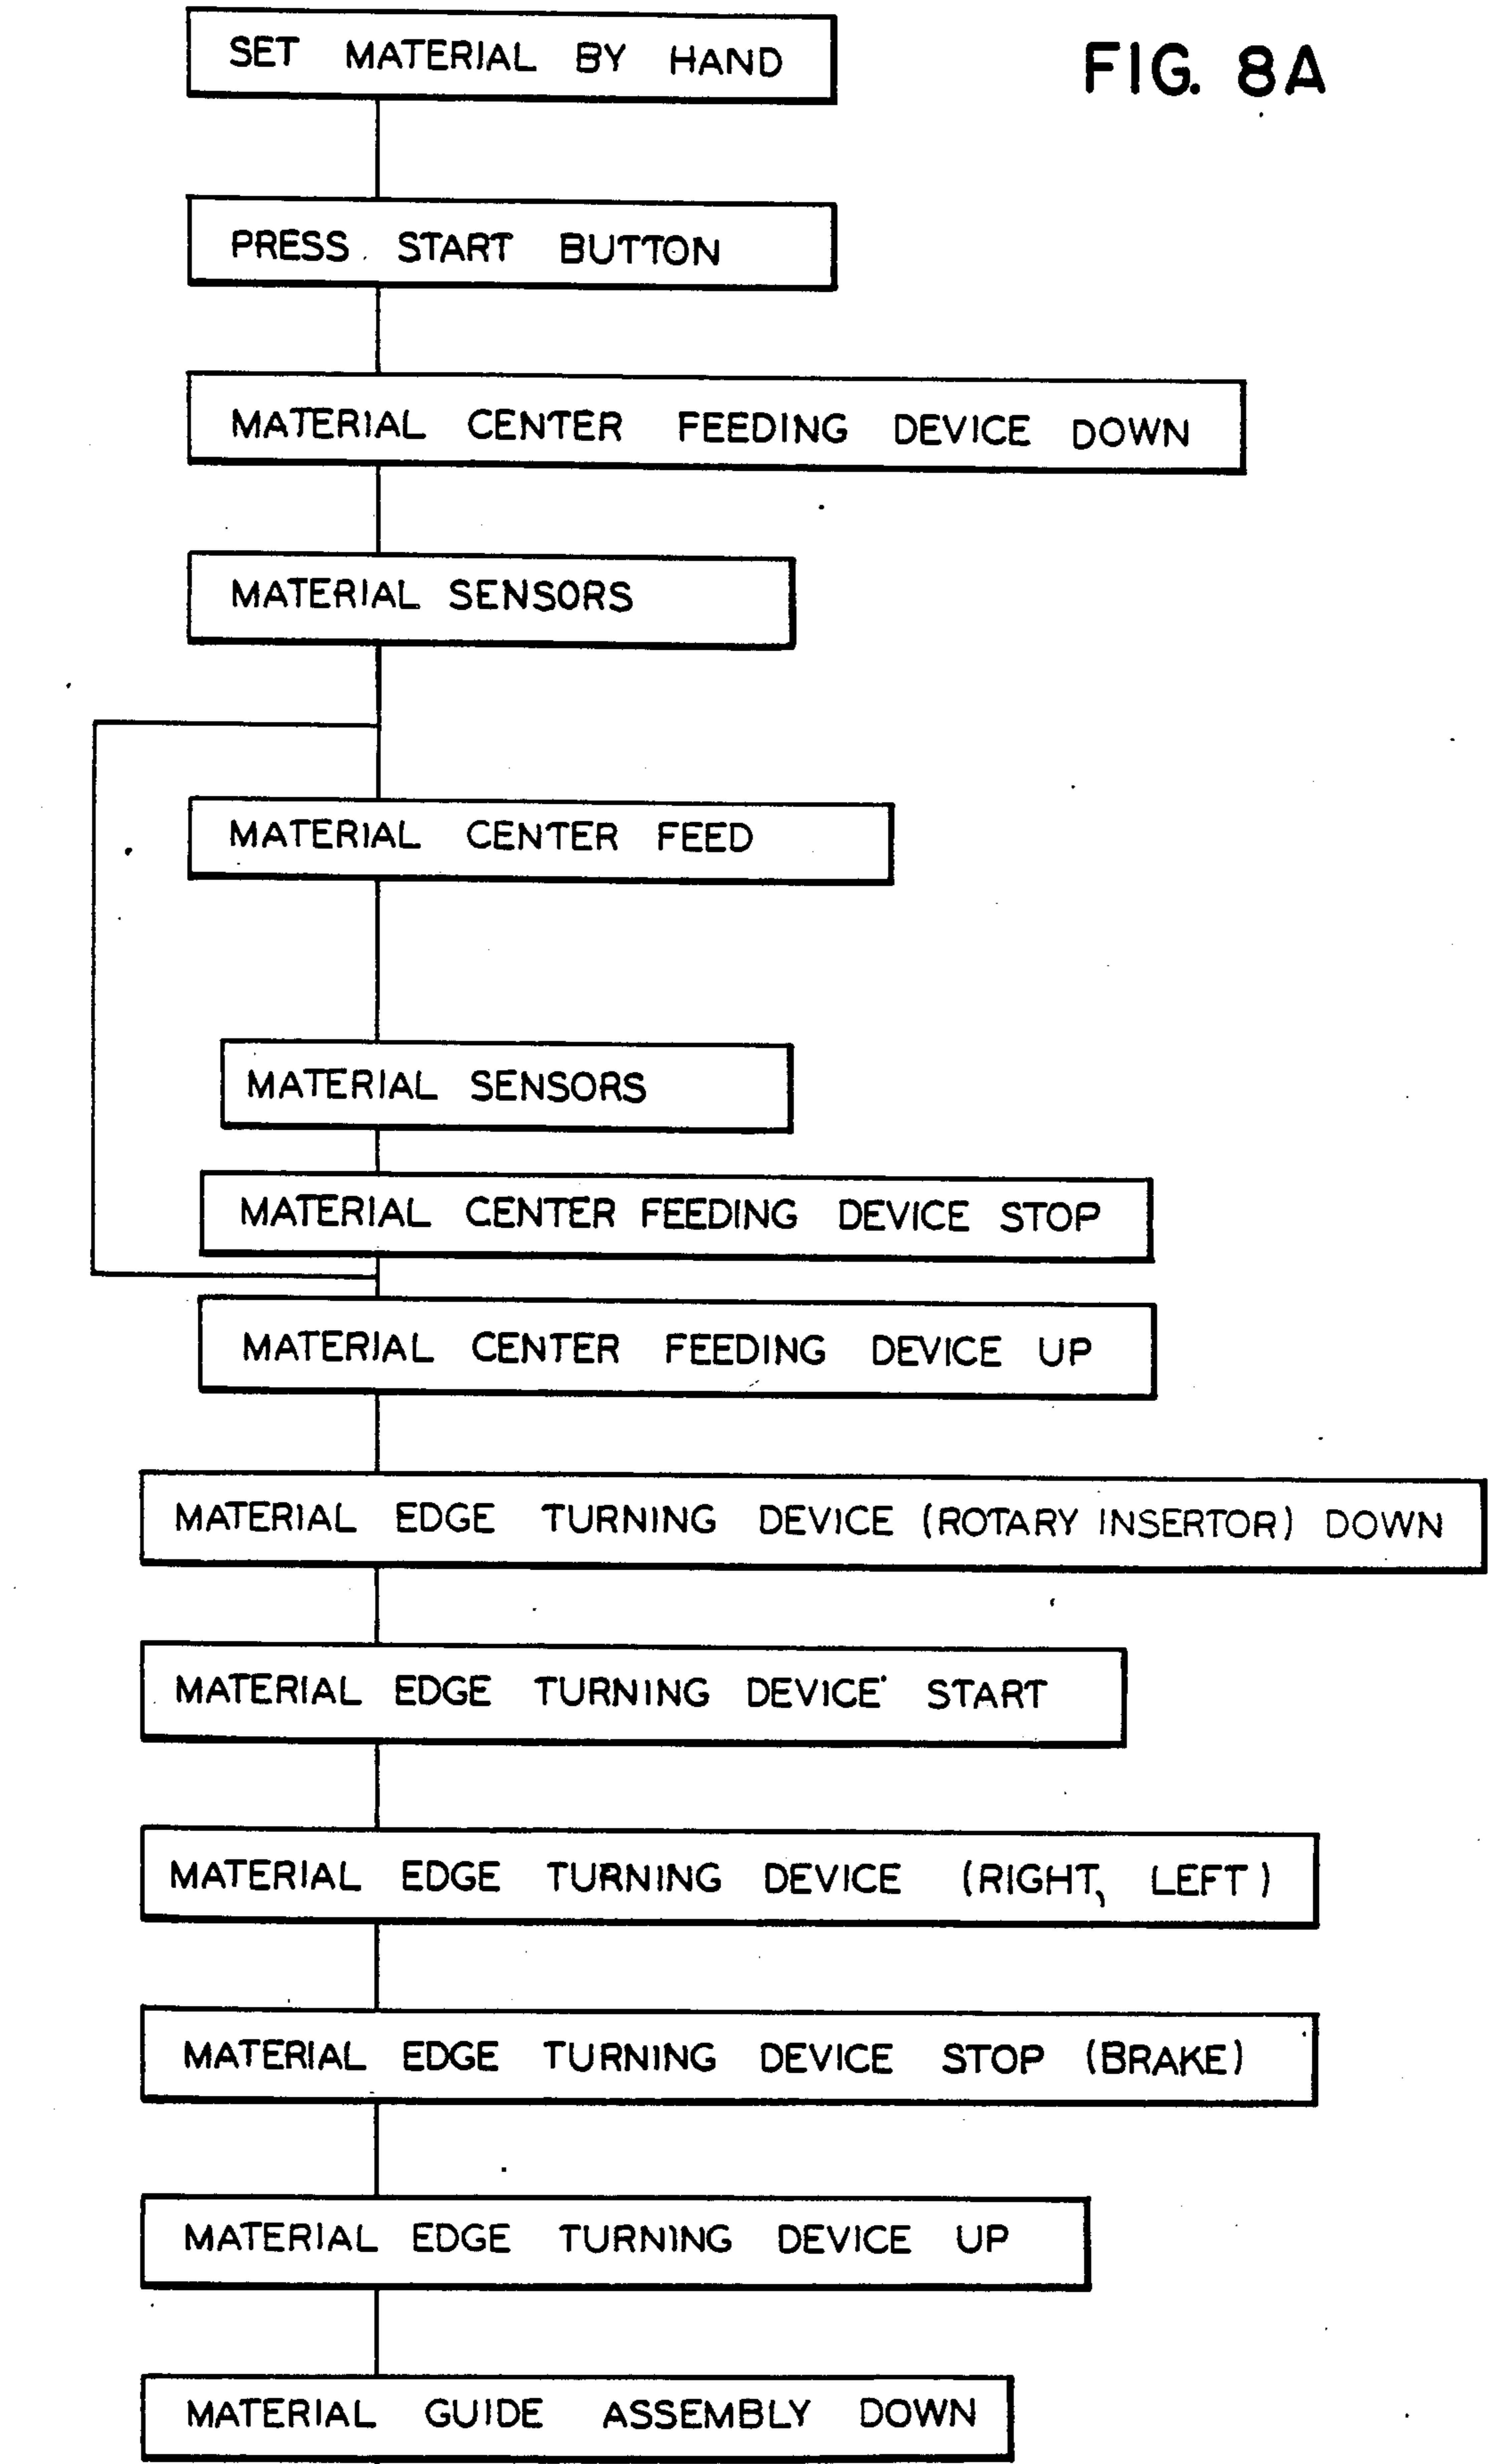 SET MATERIAL BY HAND
FIG. 8A
PRESS START BUTTON
MATERIAL CENTER FEEDING DEVICE DOWN
MATERIAL SENSORS
MATERIAL CENTER FEED
MATERIAL SENSORS
MATERIAL CENTER FEEDING DEVICE STOP
MATERIAL CENTER FEEDING DEVICE UP
MATERIAL EDGE TURNING DEVICE (ROTARY INSERTOR) DOWN
MATERIAL EDGE TURNING DEVICE START
MATERIAL EDGE TURNING DEVICE (RIGHT, LEFT)
MATERIAL EDGE TURNING DEVICE STOP (BRAKE)
MATERIAL EDGE TURNING DEVICE UP
MATERIAL GUIDE ASSEMBLY DOWN